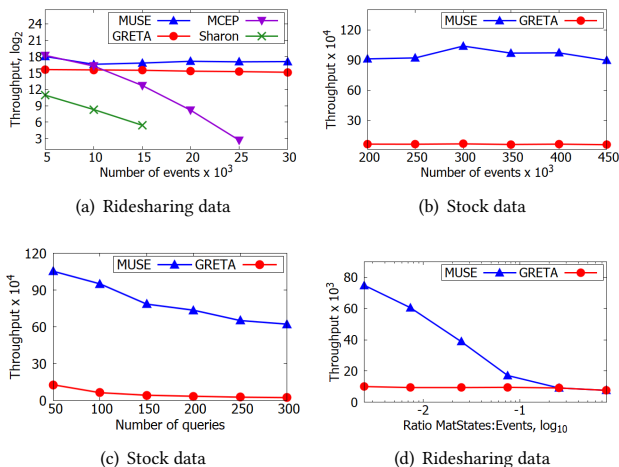 MUSE
MCEP
GRETA
Sharon
Throughput, log2
24
21
18
15
12
9
6
3
5
10
15
20
25
30
Number of events x 10^3
(a) Ridesharing data
MUSE
GRETA
Throughput x 10^4
120
90
60
30
200
250
300
350
400
450
Number of events x 10^3
(b) Stock data
MUSE
GRETA
Throughput x 10^4
120
90
60
30
0
50
100
150
200
250
300
Number of queries
(c) Stock data
MUSE
GRETA
Throughput x 10^3
80
60
40
20
0
-2
-1
Ratio MatStates:Events, log10
(d) Ridesharing data